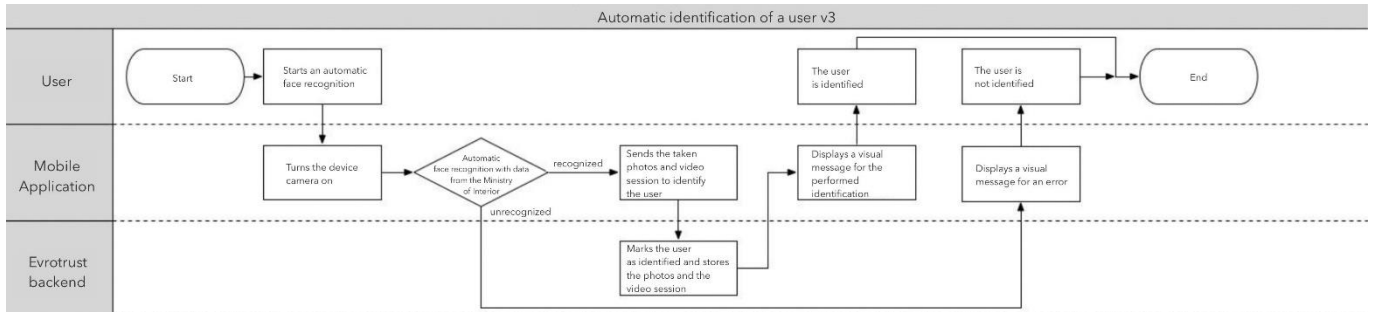 Automatic identification of a user v3
User
Start
Starts an automatic
face recognition
The user
is identified
The user is
not identified
End
Mobile
Application
Turns the device
camera on
Automatic
face recognition with data
from the Ministry
of Interior
recognized
unrecognized
Sends the taken
photos and video
session to identify
the user
Displays a visual
message for the
performed
identification
Displays a visual
message for an error
Evrotrust
backend
Marks the user
as identified and stores
the photos and the
video session